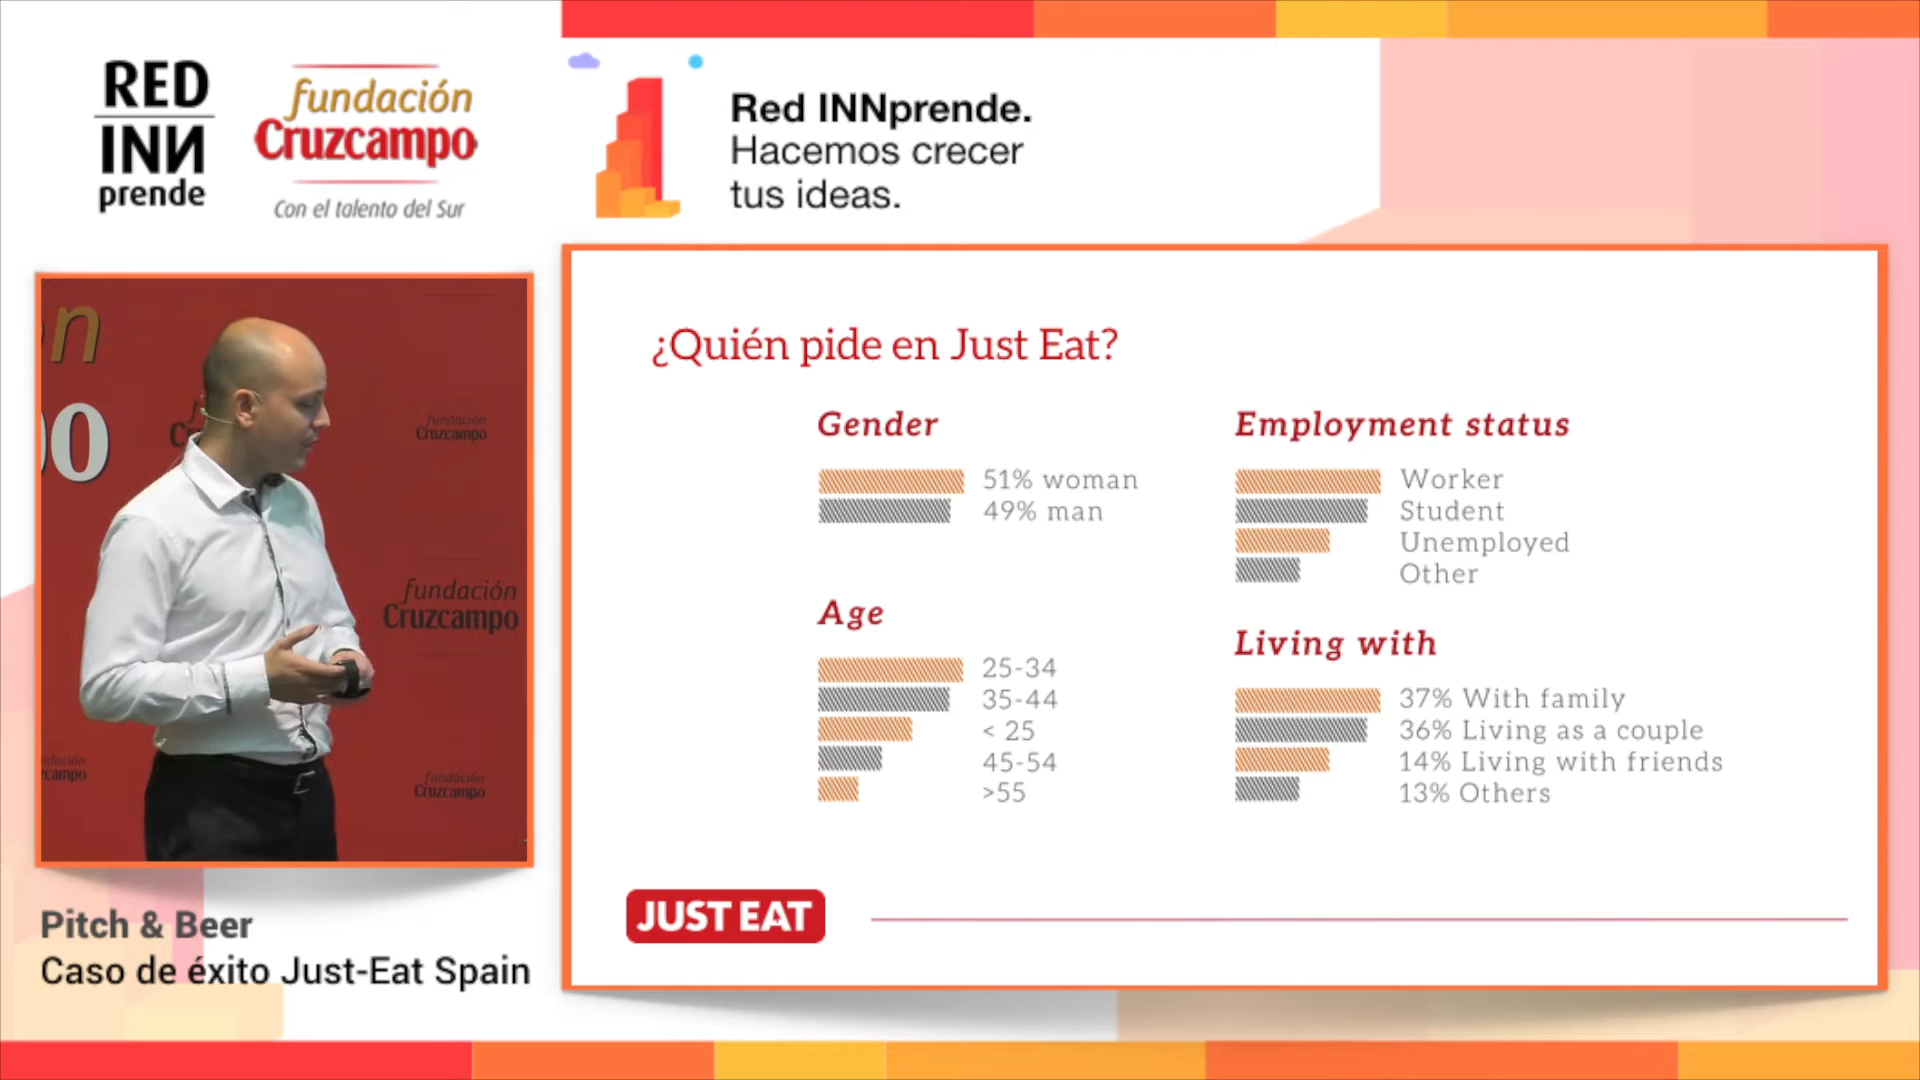 RED
INN
prende
fundación
Cruzcampo
Con el talento del Sur
Red INNprende.
Hacemos crecer
tus ideas.
n
00
fundación
Cruzcampo
fundación
Cruzcampo
fundación
Cruzcampo
Pitch & Beer
Caso de éxito Just-Eat Spain
¿Quién pide en Just Eat?
Gender
51% woman
49% man
Age
25-34
35-44
< 25
45-54
>55
Employment status
Worker
Student
Unemployed
Other
Living with
37% With family
36% Living as a couple
14% Living with friends
13% Others
JUST EAT